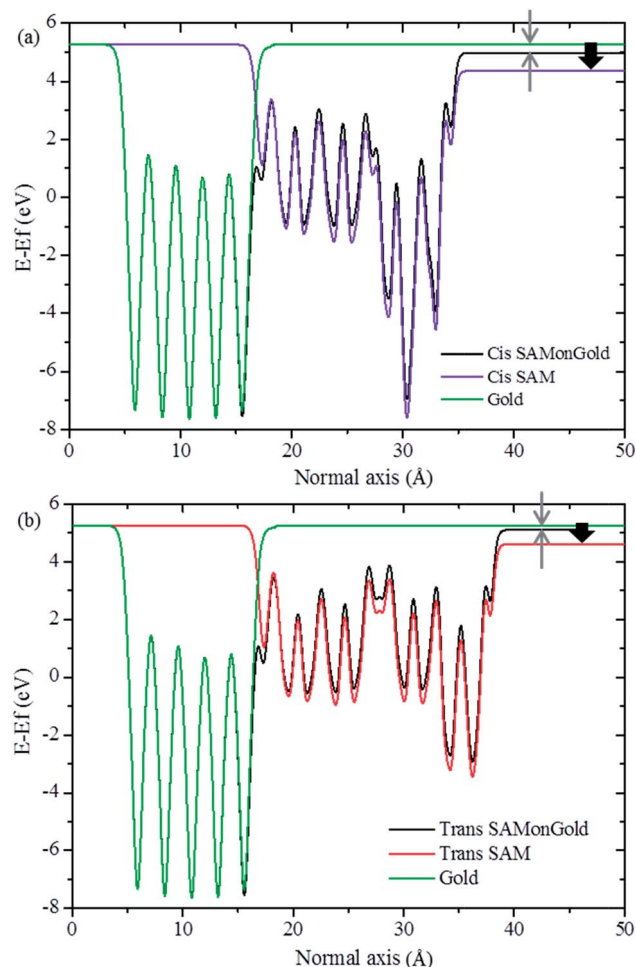 (a)
6
4
2
0
-2
-4
-6
-8
E-Ef (eV)
Cis SAMonGold
Cis SAM
Gold
0 10 20 30 40 50
Normal axis (Å)
(b)
6
4
2
0
-2
-4
-6
-8
E-Ef (eV)
Trans SAMonGold
Trans SAM
Gold
0 10 20 30 40 50
Normal axis (Å)